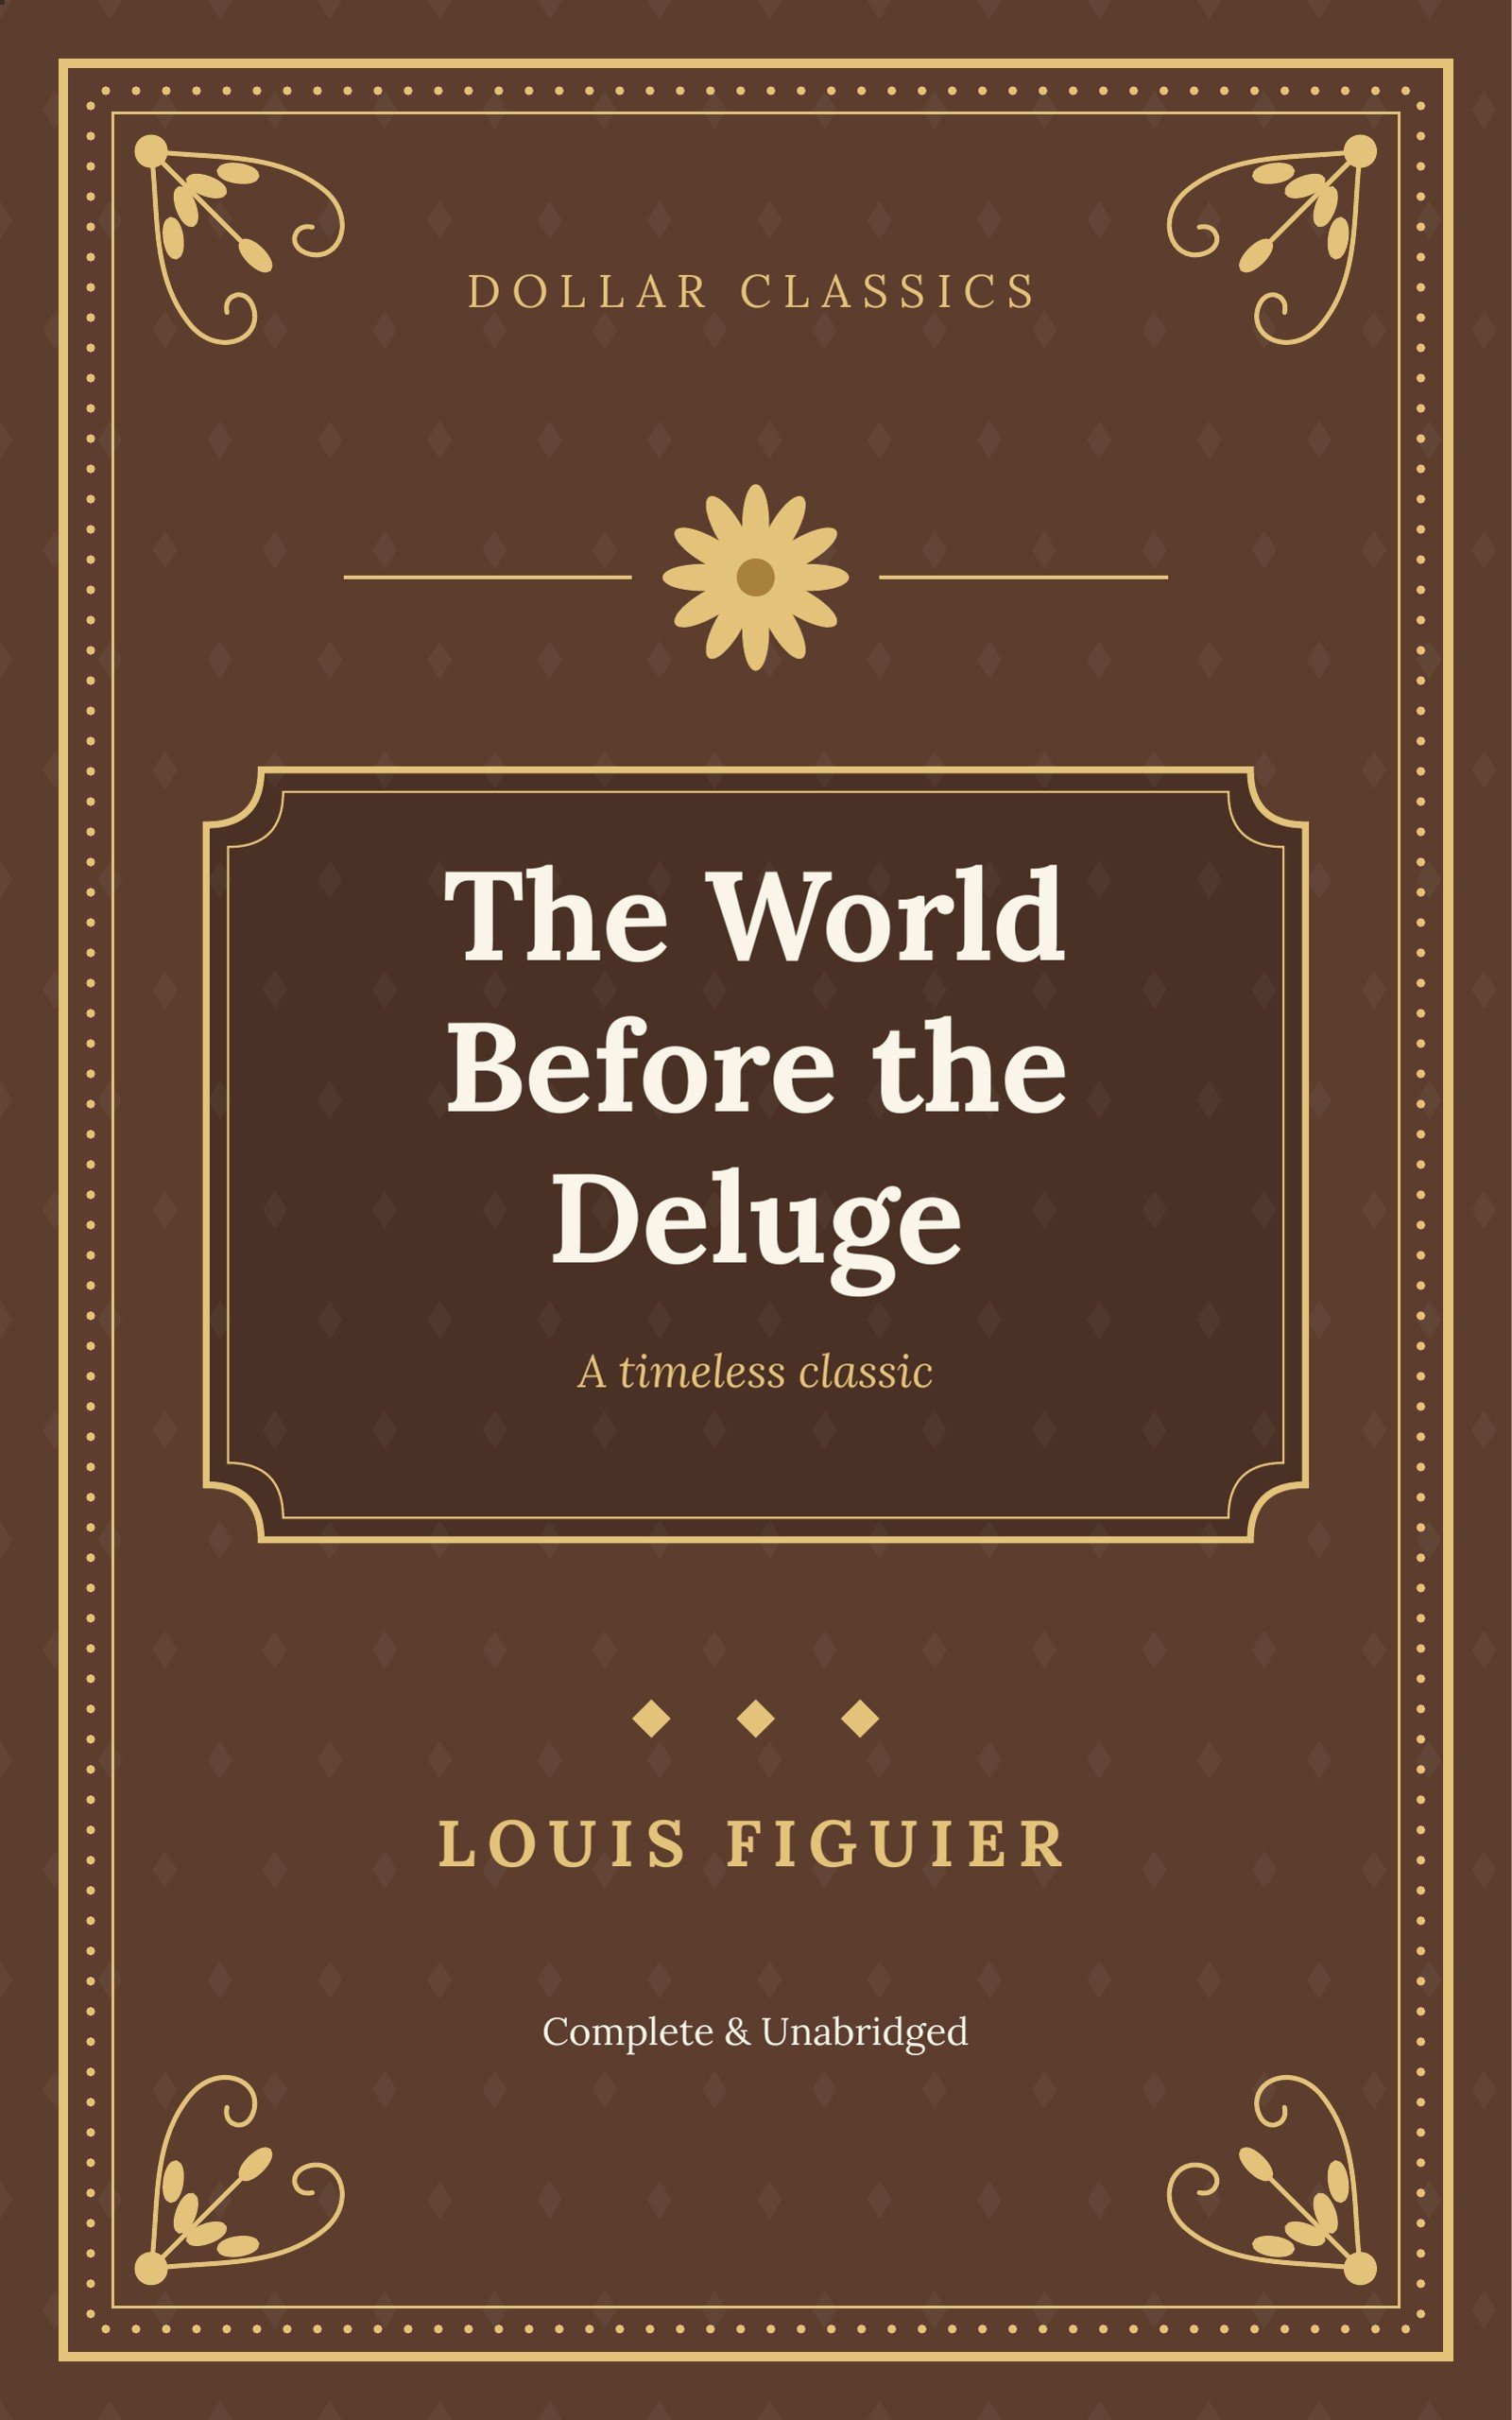 DOLLAR CLASSICS
The World
Before the
Deluge
A timeless classic
LOUIS FIGUIER
Complete & Unabridged